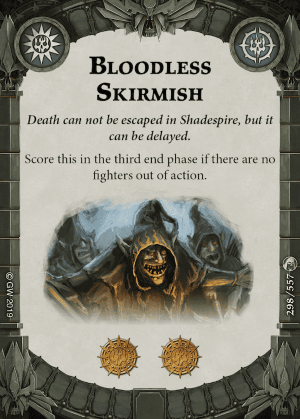 BLOODLESS
SKIRMISH
Death can not be escaped in Shadespire, but it
can be delayed.
Score this in the third end phase if there are no
fighters out of action.
© GW 2019
298/557